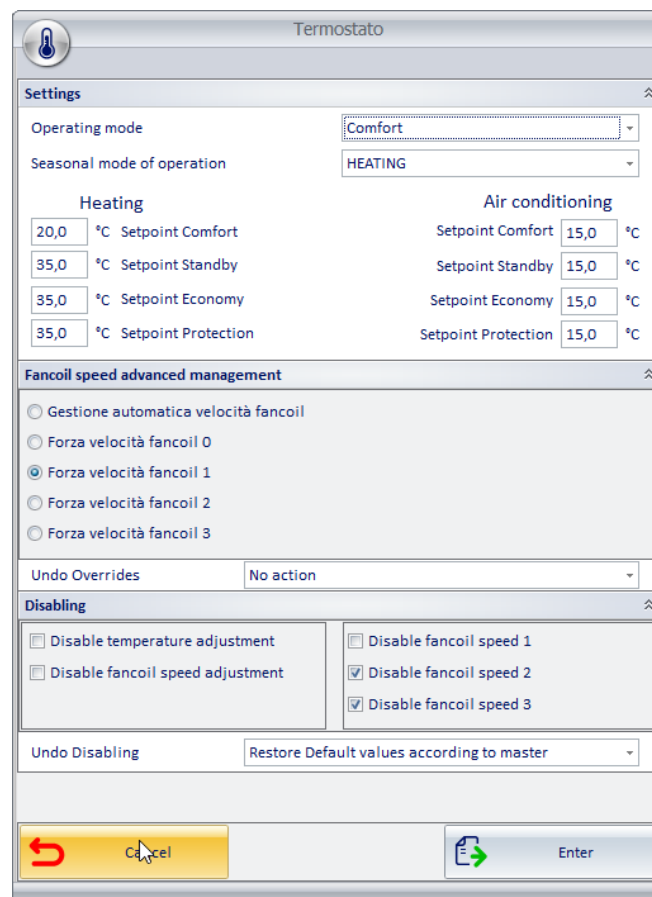 Termostato
Settings
Operating mode Comfort
Seasonal mode of operation HEATING
Heating Air conditioning
20,0 °C Setpoint Comfort Setpoint Comfort 15,0 °C
35,0 °C Setpoint Standby Setpoint Standby 15,0 °C
35,0 °C Setpoint Economy Setpoint Economy 15,0 °C
35,0 °C Setpoint Protection Setpoint Protection 15,0 °C
Fancoil speed advanced management
Gestione automatica velocità fancoil
Forza velocità fancoil 0
Forza velocità fancoil 1
Forza velocità fancoil 2
Forza velocità fancoil 3
Undo Overrides No action
Disabling
Disable temperature adjustment Disable fancoil speed 1
Disable fancoil speed adjustment Disable fancoil speed 2
Disable fancoil speed 3
Undo Disabling Restore Default values according to master
Cancel Enter